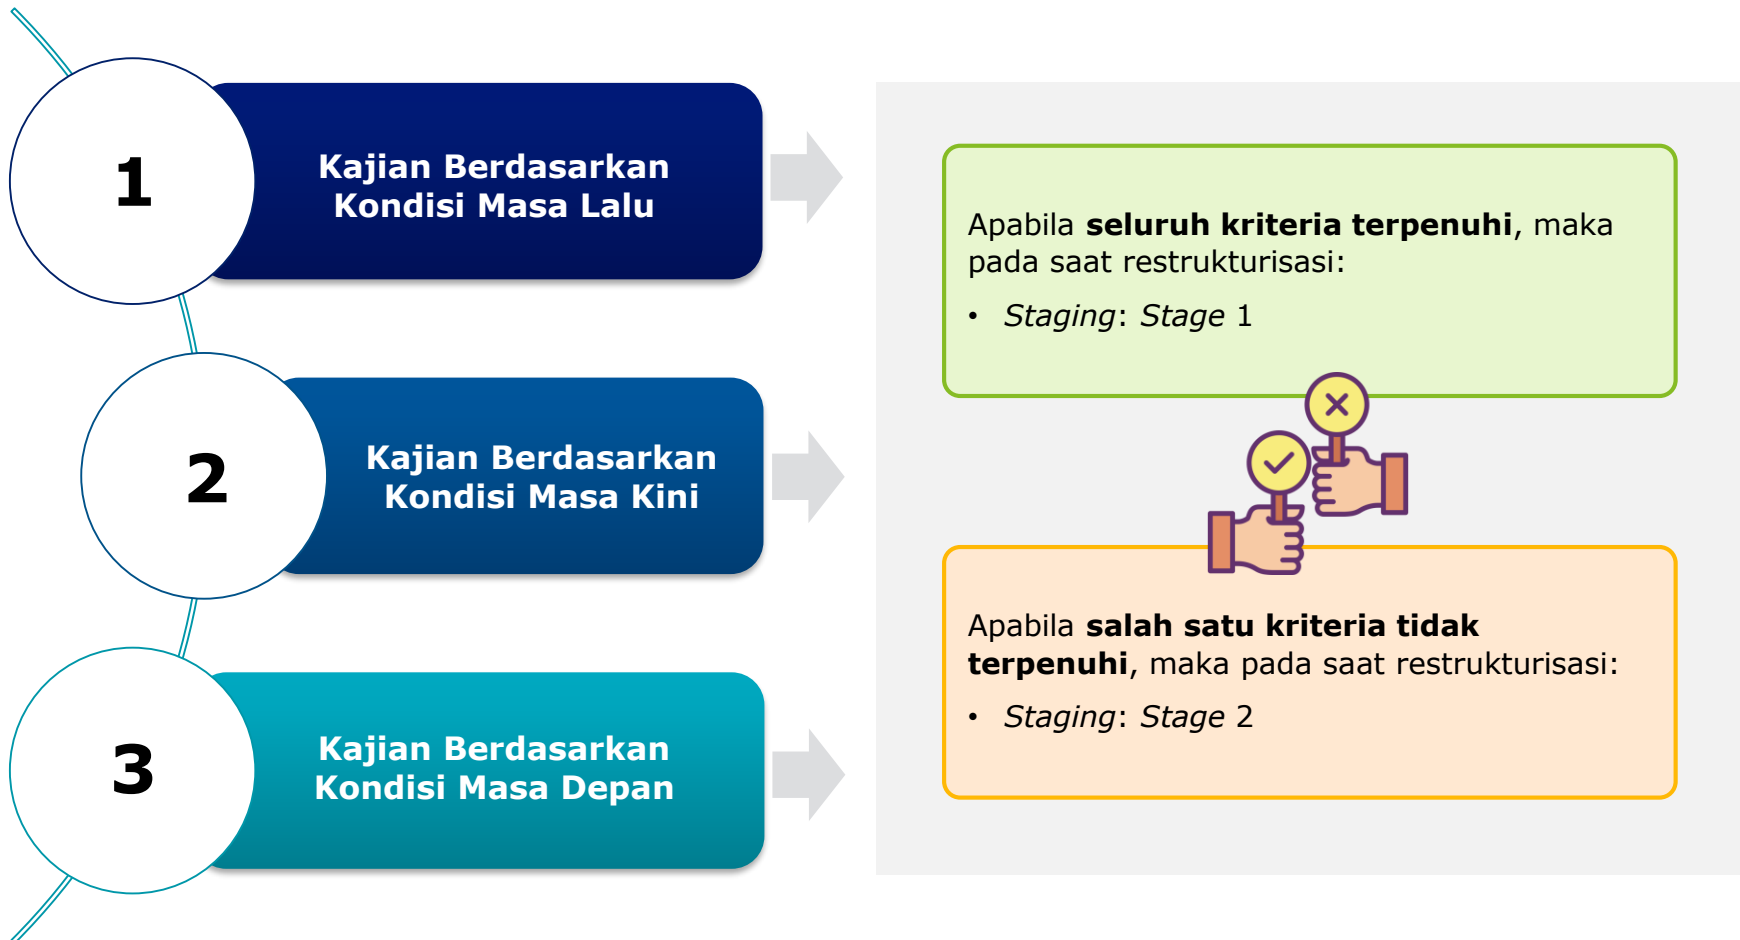 1
Kajian Berdasarkan
Kondisi Masa Lalu
2
Kajian Berdasarkan
Kondisi Masa Kini
3
Kajian Berdasarkan
Kondisi Masa Depan
Apabila seluruh kriteria terpenuhi, maka
pada saat restrukturisasi:
• Staging: Stage 1
Apabila salah satu kriteria tidak
terpenuhi, maka pada saat restrukturisasi:
• Staging: Stage 2